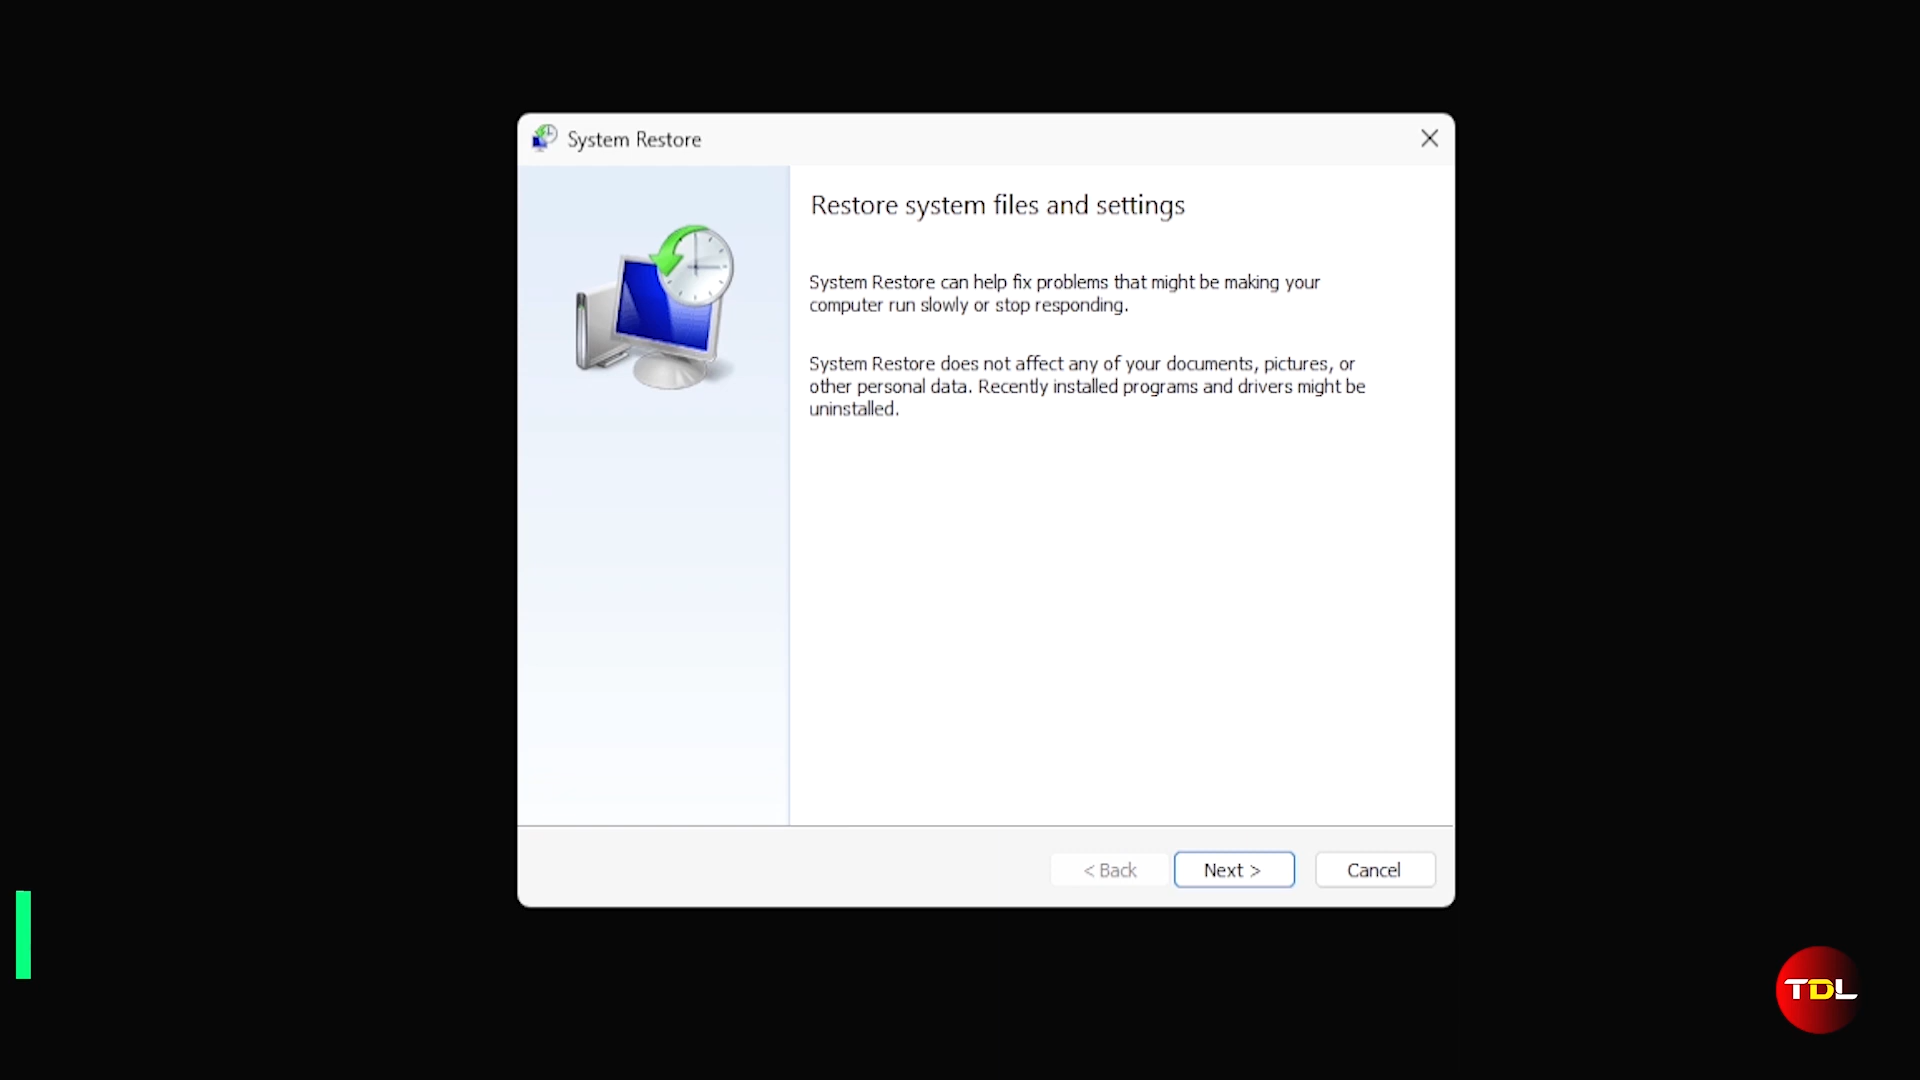 System Restore
Restore system files and settings
System Restore can help fix problems that might be making your
computer run slowly or stop responding.
System Restore does not affect any of your documents, pictures, or
other personal data. Recently installed programs and drivers might be
uninstalled.
< Back
Next >
Cancel
TDL